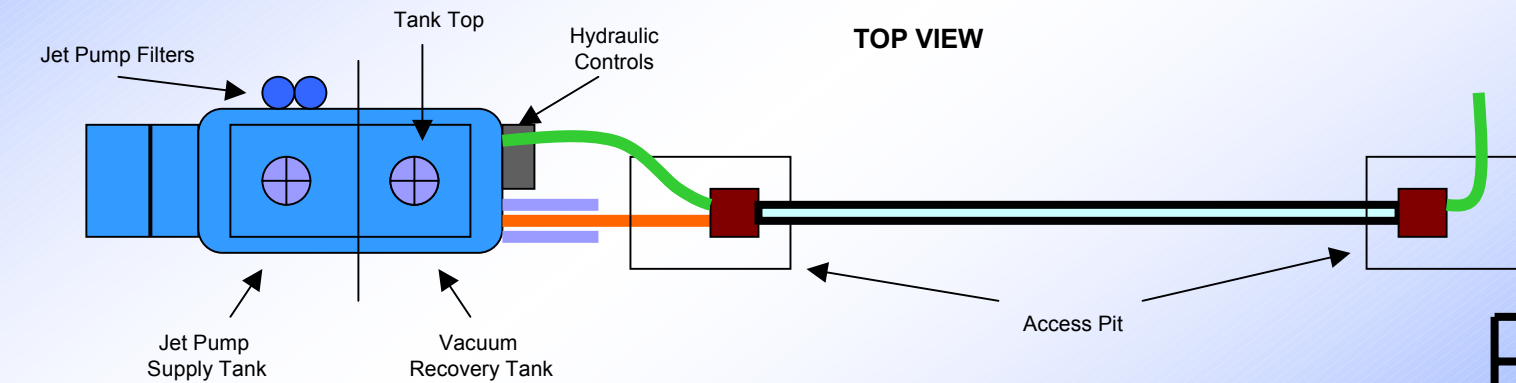 Tank Top
TOP VIEW
Hydraulic
Controls
Jet Pump Filters
Access Pit
Jet Pump
Supply Tank
Vacuum
Recovery Tank